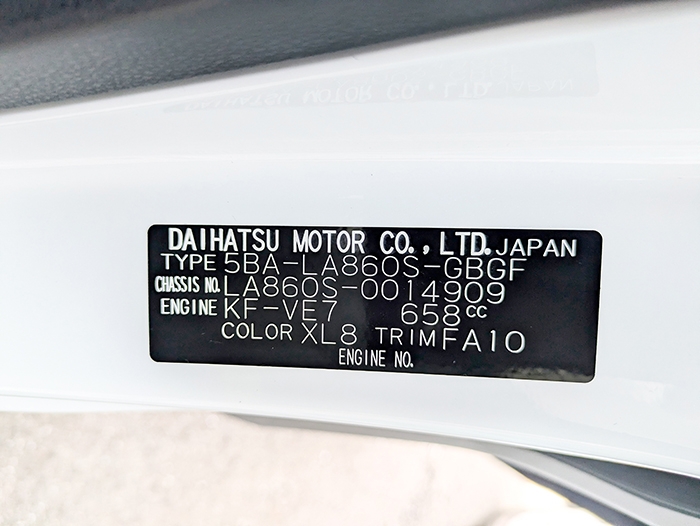 DAIHATSU MOTOR CO., LTD. JAPAN
TYPE 5BA-LA860S-GBGF
CHASSIS NO. LA860S-0014909
ENGINE KF-VE7 658cc
COLOR XL8 TRIM FA10
ENGINE NO.